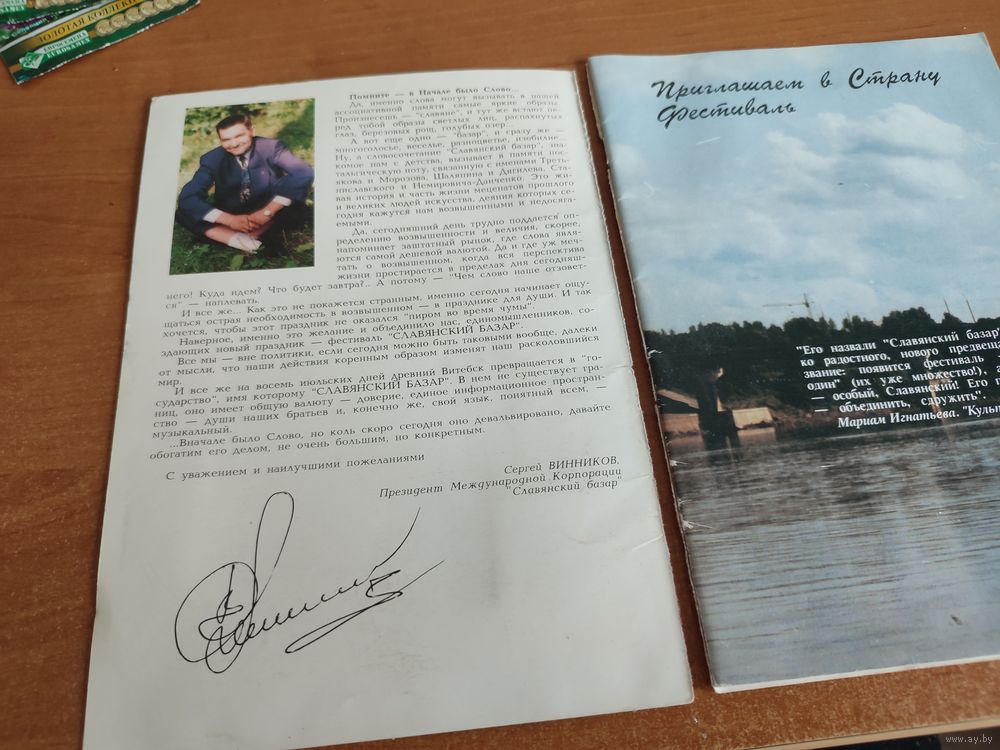 ЗОЛОТАЯ КОЛЛЕКЦ
ЕВРОСЕМЕНА
EUROSAMEX
Помните — в Начале было Слово...
Да, именно слова могут вызывать в нощей
ассоциативной памяти самые яркие образы.
Произнесешь — "славяне", и тут же встают пе-
ред тобой образы светлых лиц, распахнутых
глаз, березовых рощ, голубых озер...
А вот еще одно — "базар", и сразу же —
многоголосье, веселье, разноцветье, изобилие...
Ну, а словосочетание "Славянский базар", зна-
комое нам с детства, вызывает в памяти нос-
тальгическую ноту, связанную с именами Треть-
якова и Морозова, Шаляпина и Дягилева, Ста-
ниславского и Немировича-Данченко. Это жи-
вая история и часть жизни меценатов прошлого
и великих людей искусства, деяния которых се-
годня кажутся нам возвышенными и недосяга-
емыми.
Да, сегодняшний день трудно поддается оп-
ределению возвышенности и величия, скорее,
напоминает заштатный рынок, где слова явля-
ются самой дешевой валютой. Да и где уж меч-
тать о возвышенном, когда вся перспектива
жизни простирается в пределах дня сегодняш-
него! Куда идем? Что будет завтра?.. А потому — "Чем слово наше отзовет-
ся" — наплевать.
И все же... Как это не покажется странным, именно сегодня начинает ощу-
щаться острая необходимость в возвышенном — в празднике для души. И так
хочется, чтобы этот праздник не оказался "пиром во время чумы".
Наверное, именно это желание и объединило нас, единомышленников, со-
здающих новый праздник — фестиваль "СЛАВЯНСКИЙ БАЗАР".
Все мы — вне политики, если сегодня можно быть таковыми вообще, далеки
от мысли, что наши действия коренным образом изменят наш расколовшийся
мир.
И все же на восемь июльских дней древний Витебск превращается в "го-
сударство", имя которому "СЛАВЯНСКИЙ БАЗАР". В нем не существует гра-
ниц, оно имеет общую валюту — доверие, единое информационное простран-
ство — души наших братьев и, конечно же, свой язык, понятный всем, —
музыкальный.
...Вначале было Слово, но коль скоро сегодня оно девальвировано, давайте
обогатим его делом, не очень большим, но конкретным.
С уважением и наилучшими пожеланиями
Сергей ВИННИКОВ,
Президент Международной Корпорации
"Славянский базар"
Приглашаем в Страну
Фестиваль
"Его назвали "Славянский базар"
ко радостного, нового предвеща
звание: появится фестиваль
один" (их уже множество!), а
— особый, Славянский! Его
— объединить, сдружить".
Мариам Игнатьева. "Куль
www.ay.by